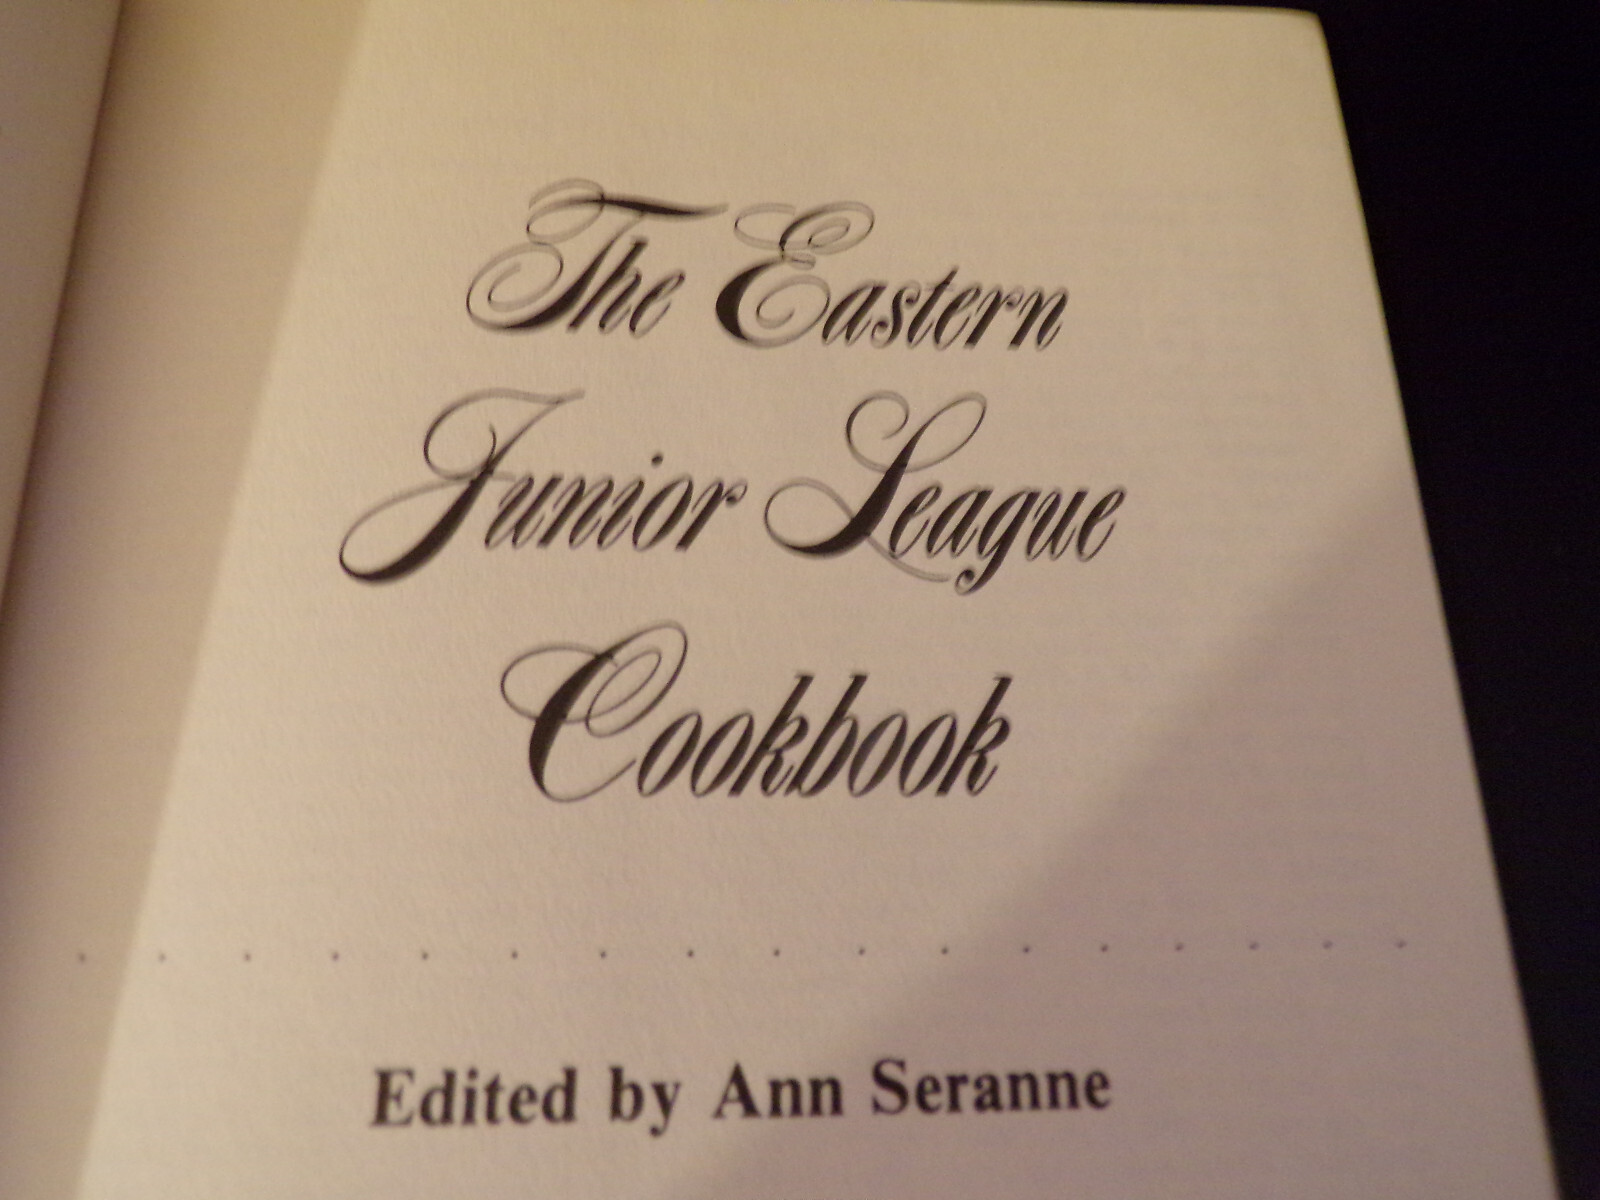 The Eastern
Junior League
Cookbook
. . . . . . . . . . . . . . . . .
Edited by Ann Seranne